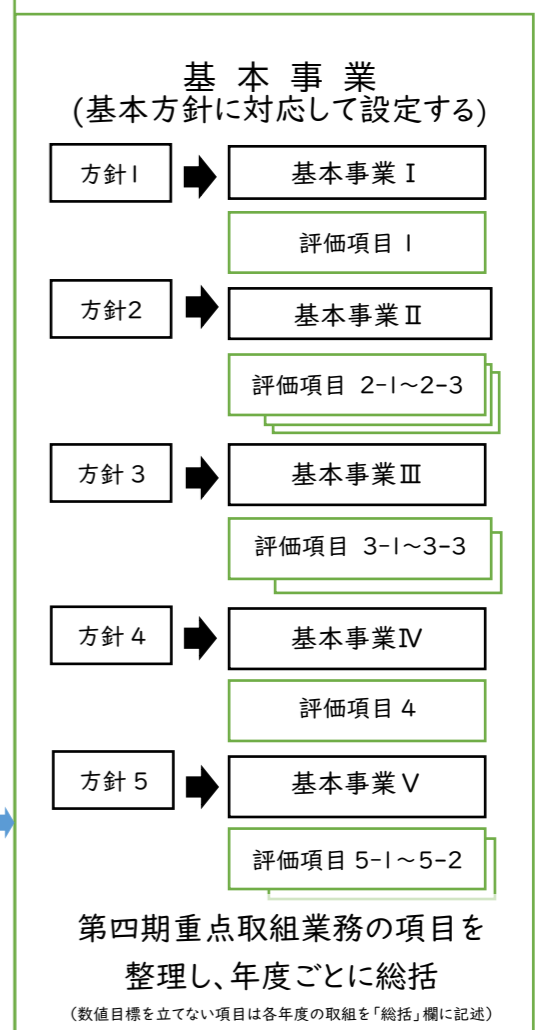 基 本 事 業
(基本方針に対応して設定する)
方針1
基本事業Ⅰ
評価項目 1
方針2
基本事業Ⅱ
評価項目 2-1～2-3
方針 3
基本事業Ⅲ
評価項目 3-1～3-3
方針 4
基本事業Ⅳ
評価項目 4
方針 5
基本事業Ⅴ
評価項目 5-1～5-2
第四期重点取組業務の項目を
整理し、年度ごとに総括
(数値目標を立てない項目は各年度の取組を「総括」欄に記述)